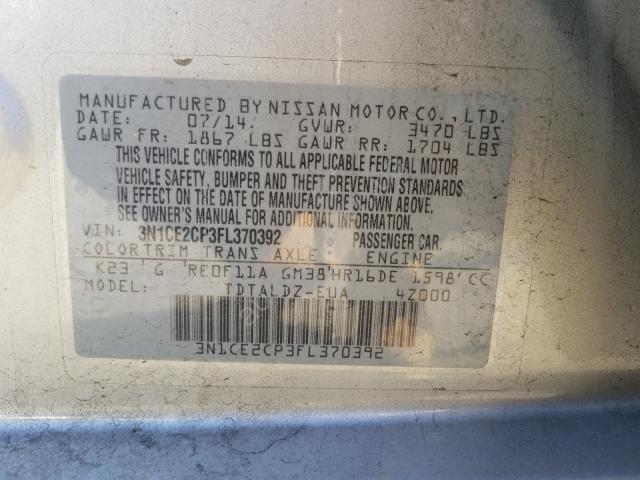 MANUFACTURED BY NISSAN MOTOR CO., LTD.
DATE: 07/14. GVWR: 3470 LBS
GAWR FR: 1867 LBS GAWR RR: 1704 LBS
THIS VEHICLE CONFORMS TO ALL APPLICABLE FEDERAL MOTOR
VEHICLE SAFETY, BUMPER AND THEFT PREVENTION STANDARDS
IN EFFECT ON THE DATE OF MANUFACTURE SHOWN ABOVE.
SEE OWNER'S MANUAL FOR ADDITIONAL INFORMATION.
VIN: 3N1CE2CP3FL370392 PASSENGER CAR.
COLOR TRIM TRANS AXLE ENGINE
K23 G RE0F11A GM38 HR16DE 1598 CC
MODEL: TDTALDZ-EUA 4Z000
3N1CE2CP3FL370392